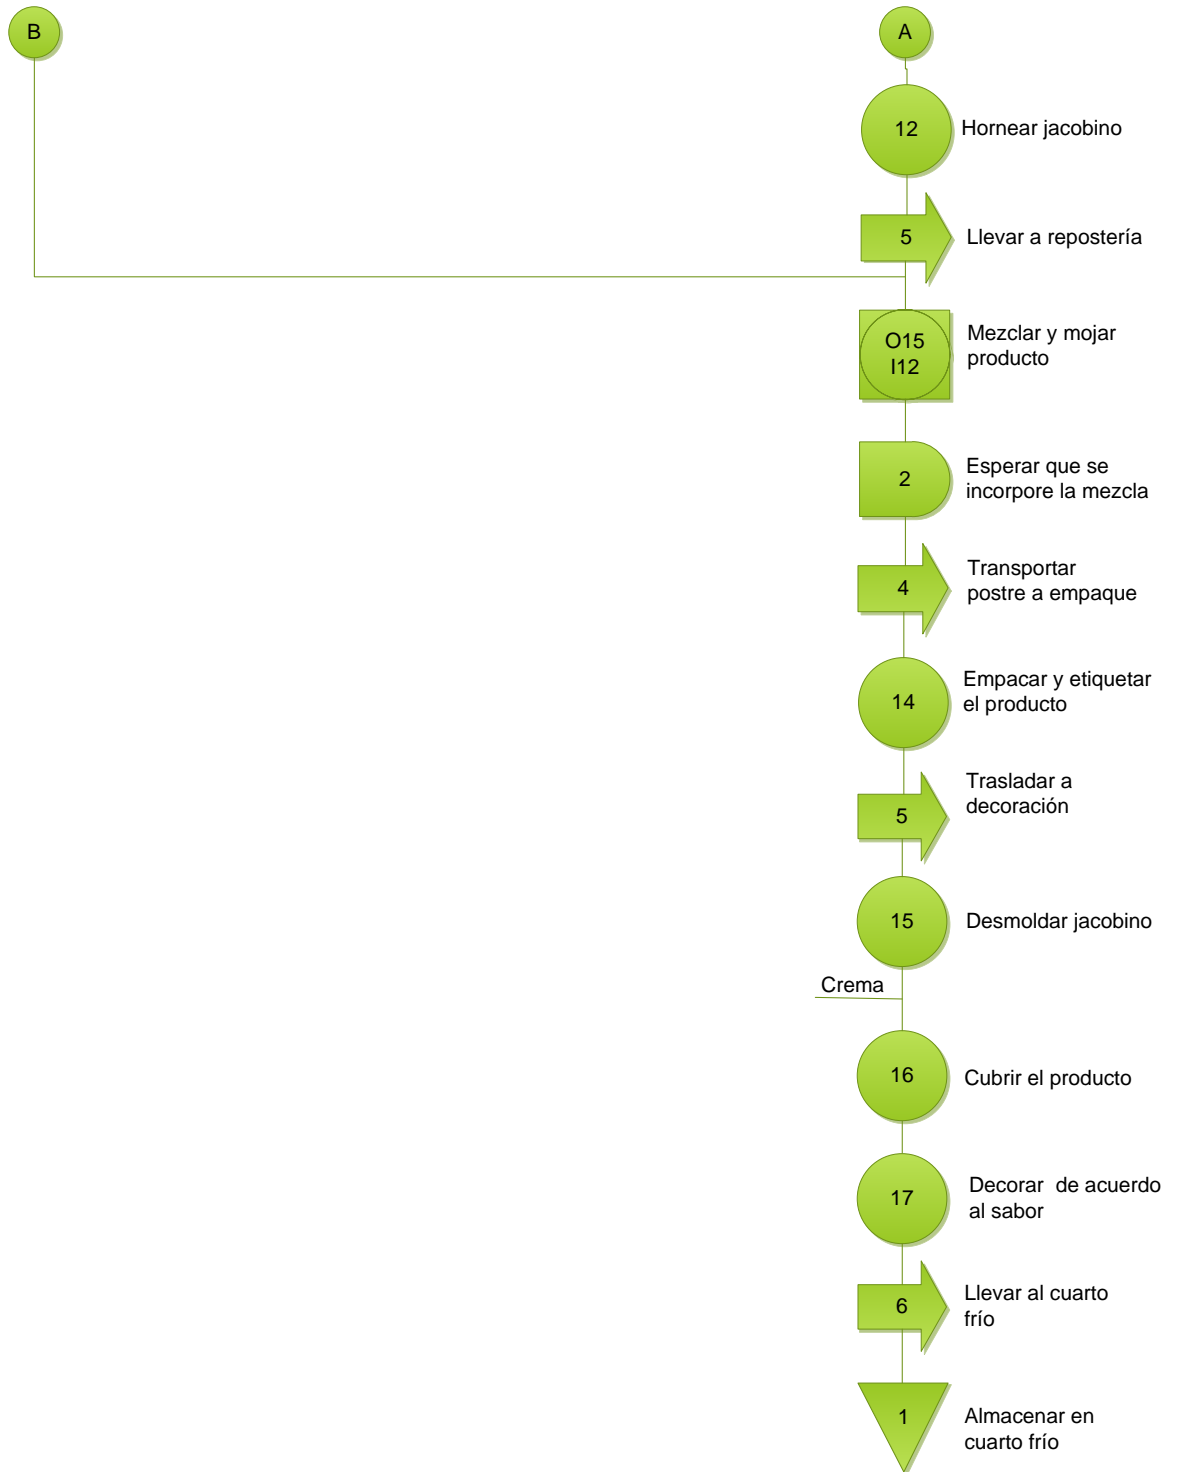 B
A
12
Hornear jacobino
5
Llevar a repostería
O15
I12
Mezclar y mojar
producto
2
Esperar que se
incorpore la mezcla
4
Transportar
postre a empaque
14
Empacar y etiquetar
el producto
5
Trasladar a
decoración
15
Desmoldar jacobino
Crema
16
Cubrir el producto
17
Decorar  de acuerdo
al sabor
6
Llevar al cuarto
frío
1
Almacenar en
cuarto frío